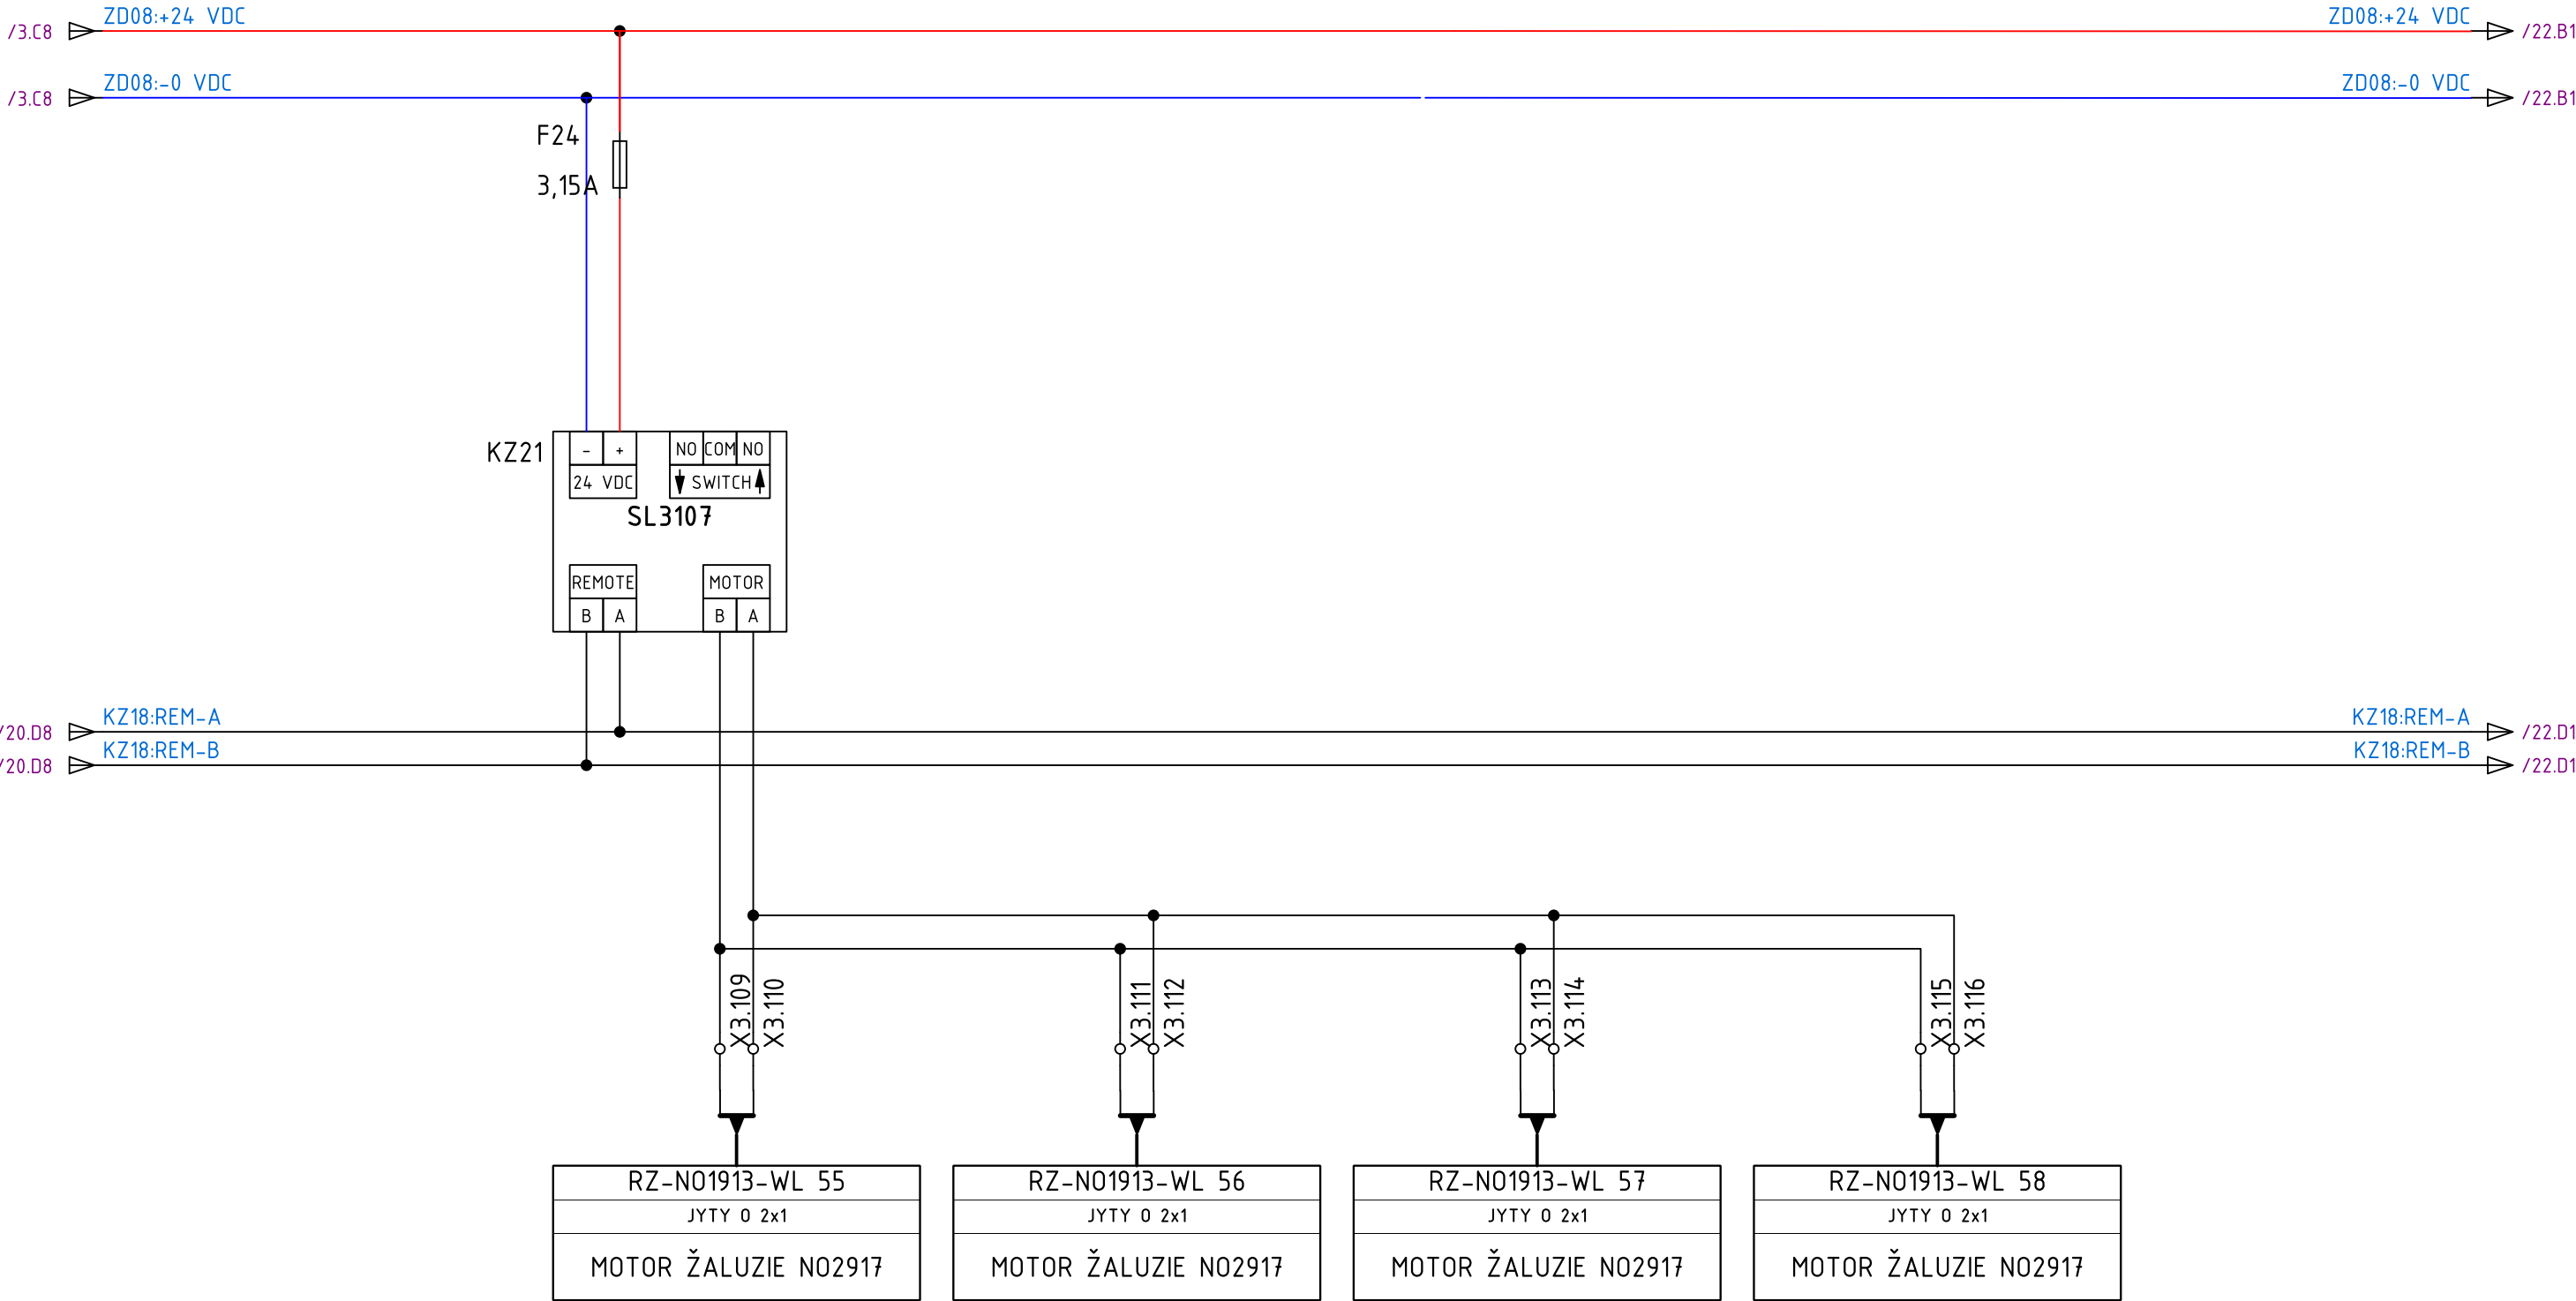 ZD08:+24 VDC
ZD08:+24 VDC
/3.C8
/22.B1
ZD08:-0 VDC
ZD08:-0 VDC
/3.C8
/22.B1
F24
3,15A
KZ21
- + NO COM NO
24 VDC SWITCH
SL3107
REMOTE MOTOR
B A B A
KZ18:REM-A
KZ18:REM-A
/20.D8
/22.D1
KZ18:REM-B
KZ18:REM-B
/20.D8
/22.D1
X3.109
X3.110
X3.111
X3.112
X3.113
X3.114
X3.115
X3.116
RZ-NO1913-WL 55
JYTY O 2x1
MOTOR ŽALUZIE NO2917
RZ-NO1913-WL 56
JYTY O 2x1
MOTOR ŽALUZIE NO2917
RZ-NO1913-WL 57
JYTY O 2x1
MOTOR ŽALUZIE NO2917
RZ-NO1913-WL 58
JYTY O 2x1
MOTOR ŽALUZIE NO2917